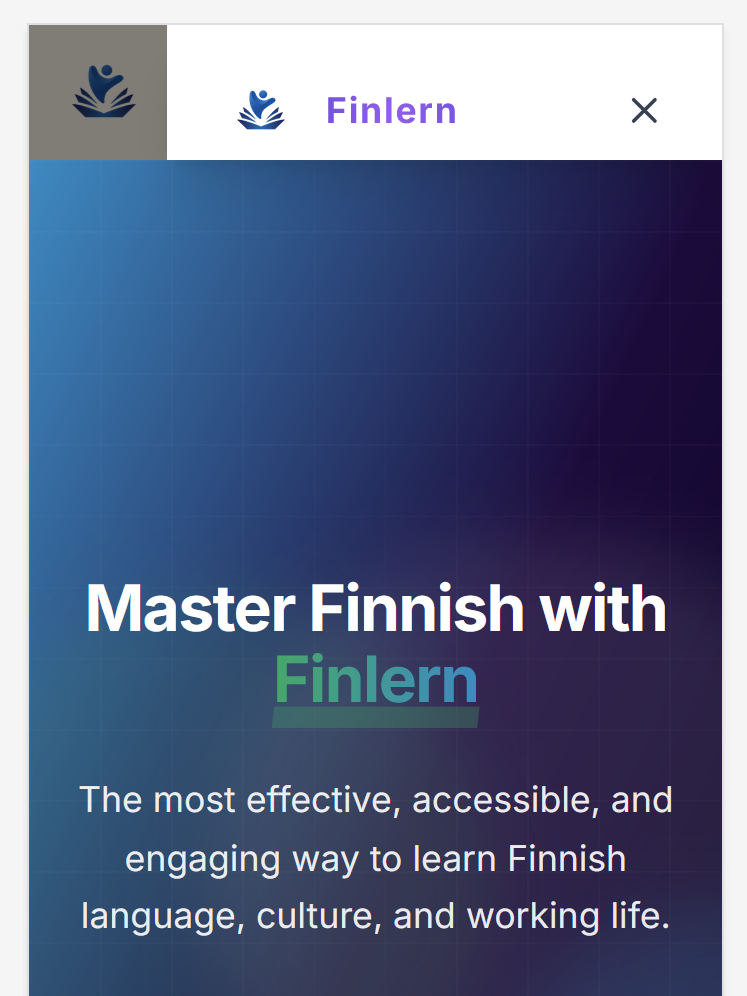 Finlern
Master Finnish with
Finlern
The most effective, accessible, and
engaging way to learn Finnish
language, culture, and working life.